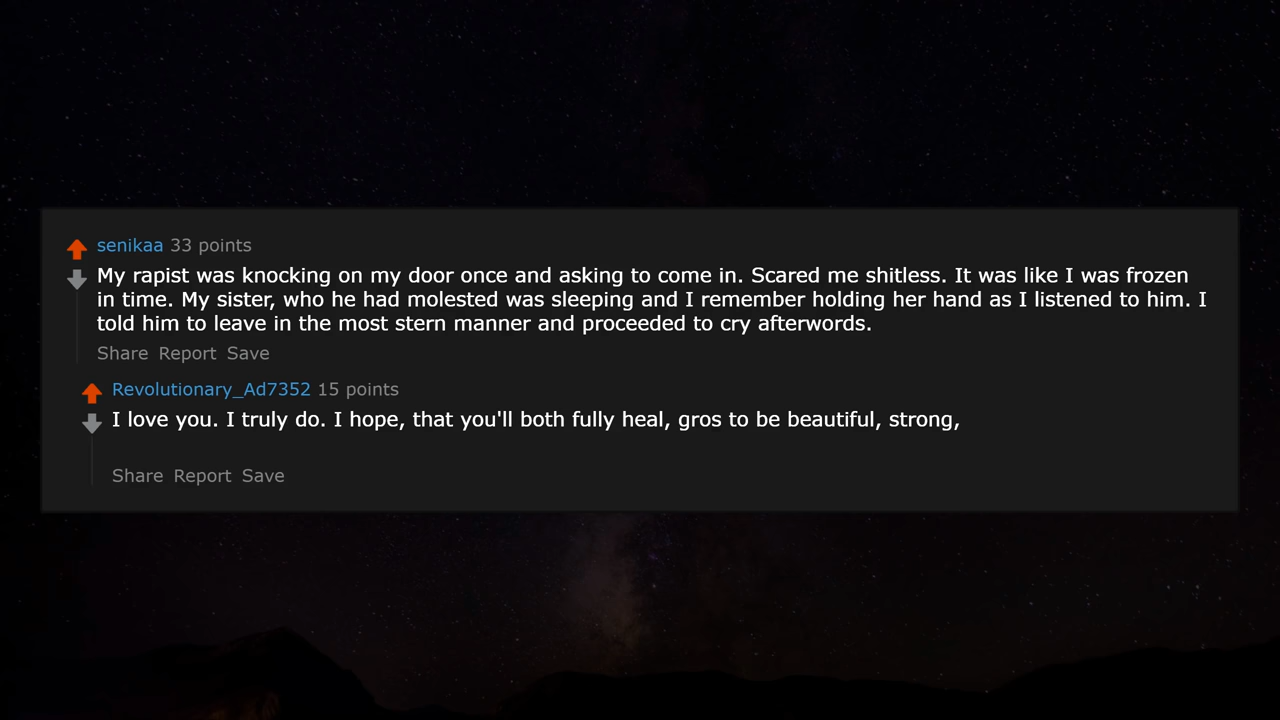 senikaa 33 points
My rapist was knocking on my door once and asking to come in. Scared me shitless. It was like I was frozen
in time. My sister, who he had molested was sleeping and I remember holding her hand as I listened to him. I
told him to leave in the most stern manner and proceeded to cry afterwords.
Share Report Save
Revolutionary_Ad7352 15 points
I love you. I truly do. I hope, that you'll both fully heal, gros to be beautiful, strong,
Share Report Save